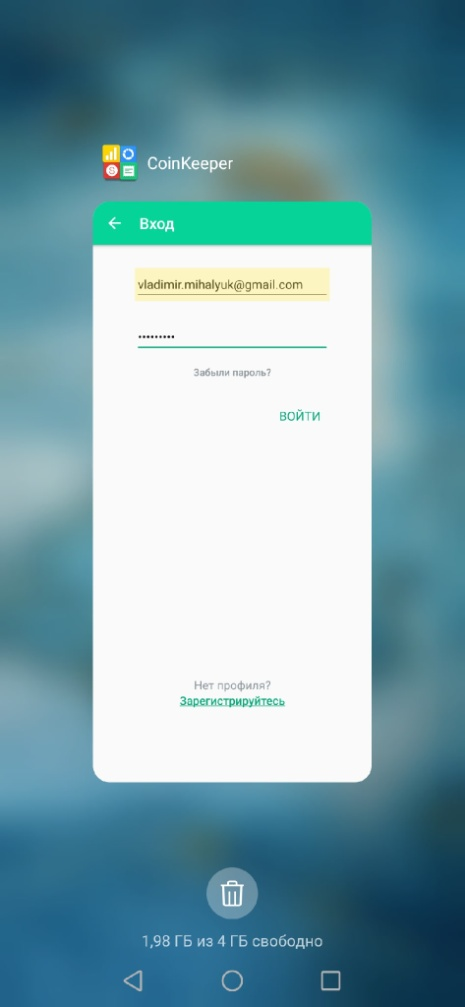 CoinKeeper
Вход
vladimir.mihalyuk@gmail.com
•••••••••
Забыли пароль?
ВОЙТИ
Нет профиля?
Зарегистрируйтесь
1,98 ГБ из 4 ГБ свободно